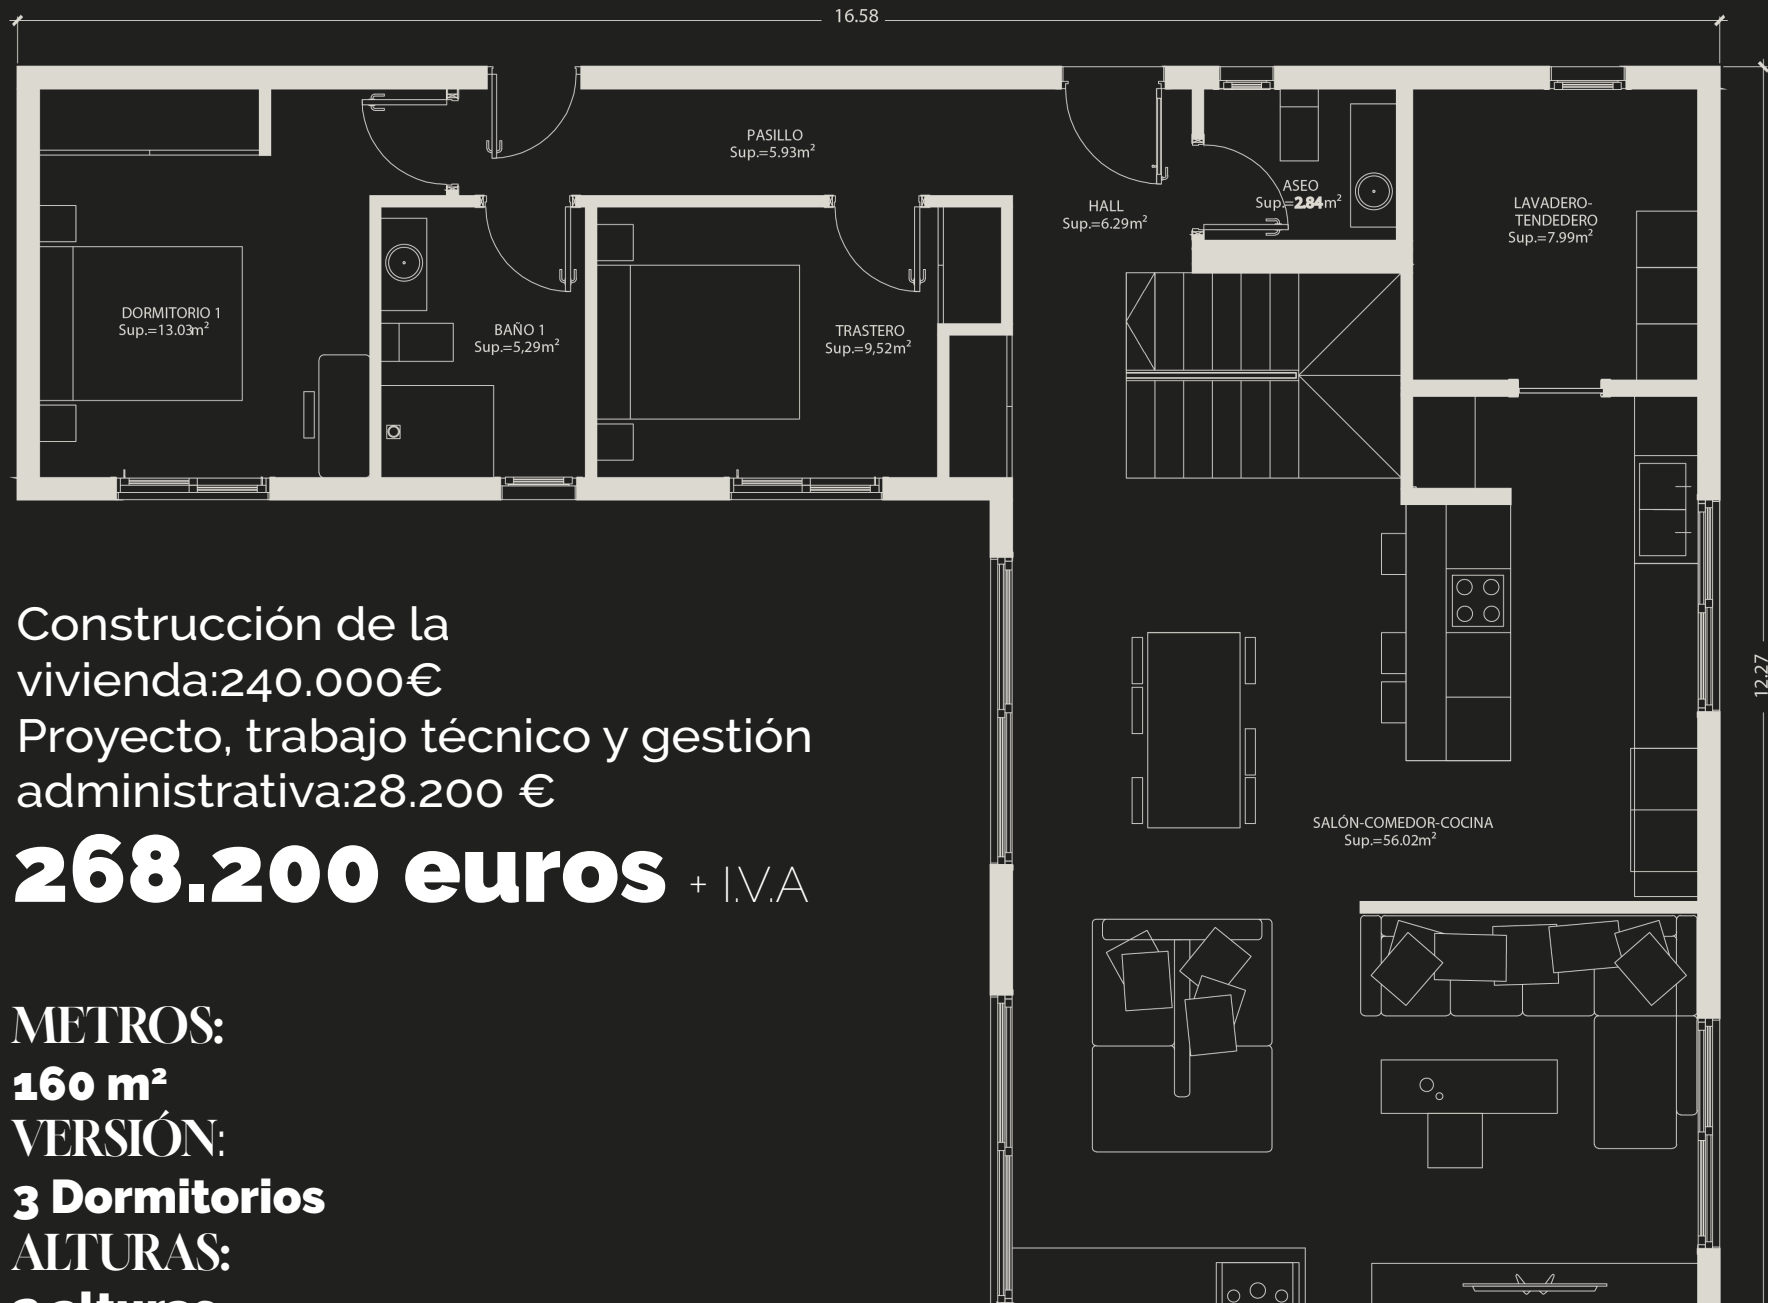 16.58
PASILLO
Sup.=5.93m²
ASEO
Sup.=2.84m²
HALL
Sup.=6.29m²
LAVADERO-
TENDEDERO
Sup.=7.99m²
DORMITORIO 1
Sup.=13.03m²
BAÑO 1
Sup.=5,29m²
TRASTERO
Sup.=9,52m²
12.27
Construcción de la
vivienda:240.000€
Proyecto, trabajo técnico y gestión
administrativa:28.200 €
268.200 euros + I.V.A
SALÓN-COMEDOR-COCINA
Sup.=56.02m²
METROS:
160 m²
VERSIÓN:
3 Dormitorios
ALTURAS:
alturas